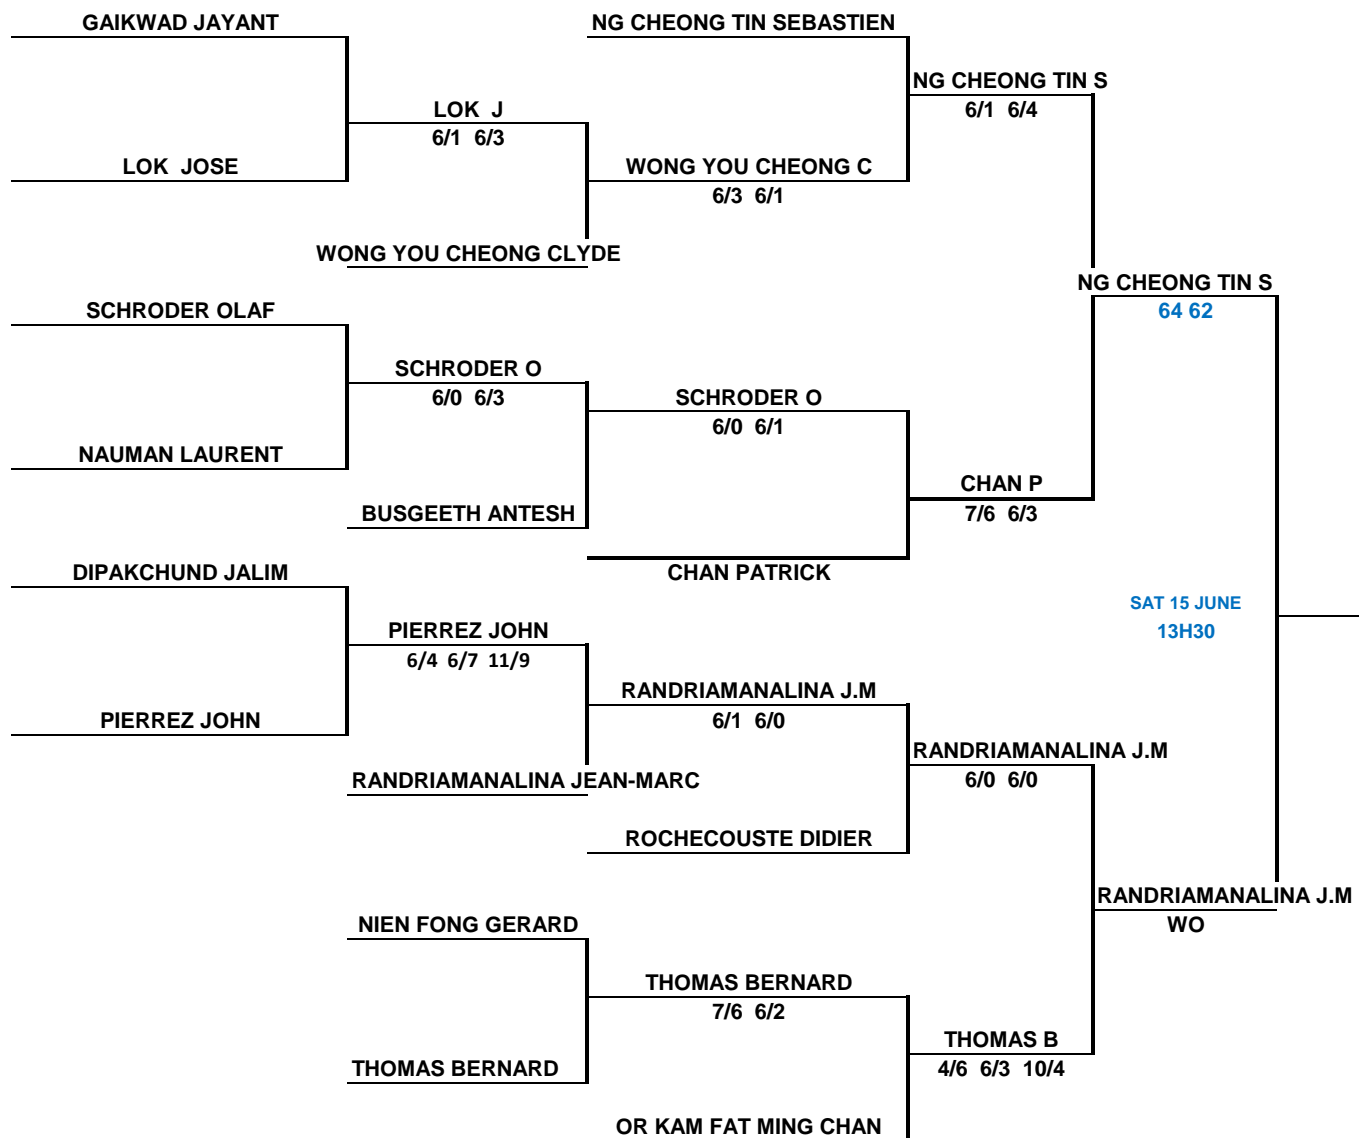 GAIKWAD JAYANT
NG CHEONG TIN SEBASTIEN
NG CHEONG TIN S
6/1 6/4
LOK J
6/1 6/3
LOK JOSE
WONG YOU CHEONG C
6/3 6/1
WONG YOU CHEONG CLYDE
NG CHEONG TIN S
64 62
SCHRODER OLAF
SCHRODER O
6/0 6/3
SCHRODER O
6/0 6/1
NAUMAN LAURENT
CHAN P
7/6 6/3
BUSGEETH ANTESH
DIPAKCHUND JALIM
CHAN PATRICK
SAT 15 JUNE
13H30
PIERREZ JOHN
6/4 6/7 11/9
RANDRIAMANALINA J.M
6/1 6/0
PIERREZ JOHN
RANDRIAMANALINA J.M
6/0 6/0
RANDRIAMANALINA JEAN-MARC
ROCHECOUSTE DIDIER
RANDRIAMANALINA J.M
WO
NIEN FONG GERARD
THOMAS BERNARD
7/6 6/2
THOMAS B
4/6 6/3 10/4
THOMAS BERNARD
OR KAM FAT MING CHAN